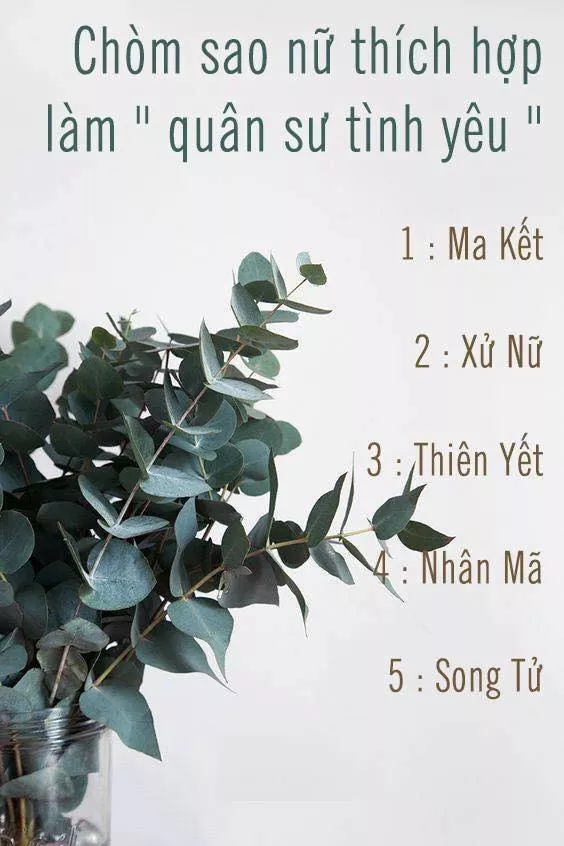 Chòm sao nữ thích hợp
làm " quân sư tình yêu "
1 : Ma Kết
2 : Xử Nữ
3 : Thiên Yết
4 : Nhân Mã
5 : Song Tử